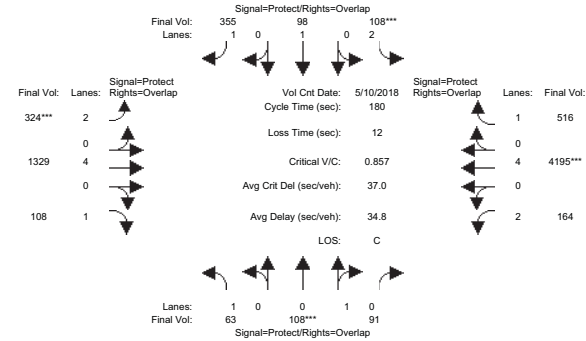 Signal=Protect/Rights=Overlap
Final Vol: 355 98 108***
Lanes: 1 0 1 0 2
Signal=Protect
Final Vol: Lanes: Rights=Overlap
Vol Cnt Date: 5/10/2018
Signal=Protect
Rights=Overlap Lanes: Final Vol:
Cycle Time (sec): 180
324*** 2
1 516
Loss Time (sec): 12
0
0
1329 4
Critical V/C: 0.857
4 4195***
0
Avg Crit Del (sec/veh): 37.0
0
108 1
Avg Delay (sec/veh): 34.8
2 164
LOS: C
Lanes: 1 0 0 1 0
Final Vol: 63 108*** 91
Signal=Protect/Rights=Overlap